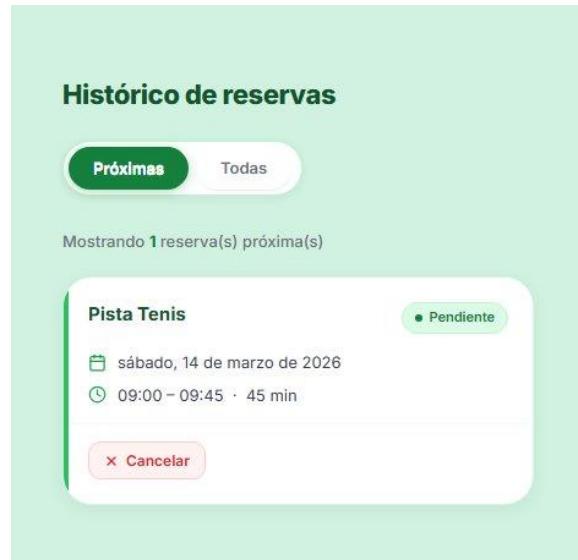 Histórico de reservas
Próximas Todas
Mostrando 1 reserva(s) próxima(s)
Pista Tenis
Pendiente
sábado, 14 de marzo de 2026
09:00 – 09:45 · 45 min
× Cancelar